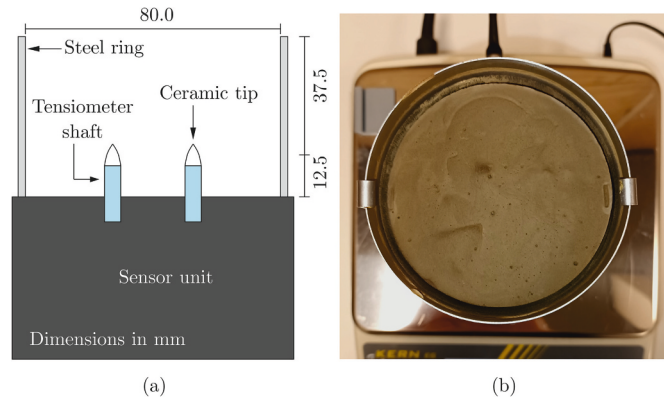 80.0
Steel ring
Ceramic tip
Tensiometer
shaft
37.5
12.5
Sensor unit
Dimensions in mm
KERN
(a)
(b)